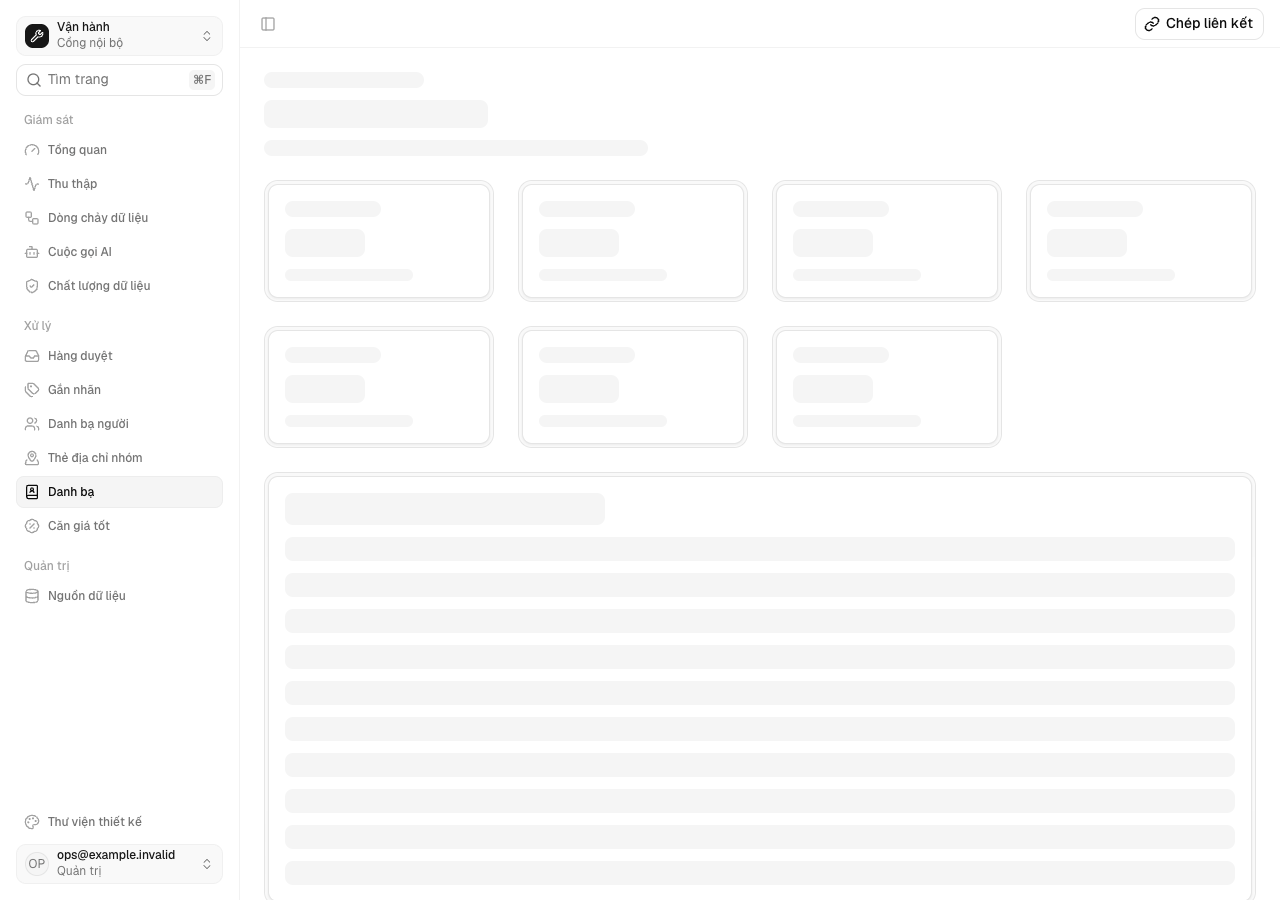 Vận hành
Cổng nội bộ
Tìm trang
⌘F
Giám sát
Tổng quan
Thu thập
Dòng chảy dữ liệu
Cuộc gọi AI
Chất lượng dữ liệu
Xử lý
Hàng duyệt
Gắn nhãn
Danh bạ người
Thẻ địa chỉ nhóm
Danh bạ
Căn giá tốt
Quản trị
Nguồn dữ liệu
Thư viện thiết kế
OP
ops@example.invalid
Quản trị
Chép liên kết